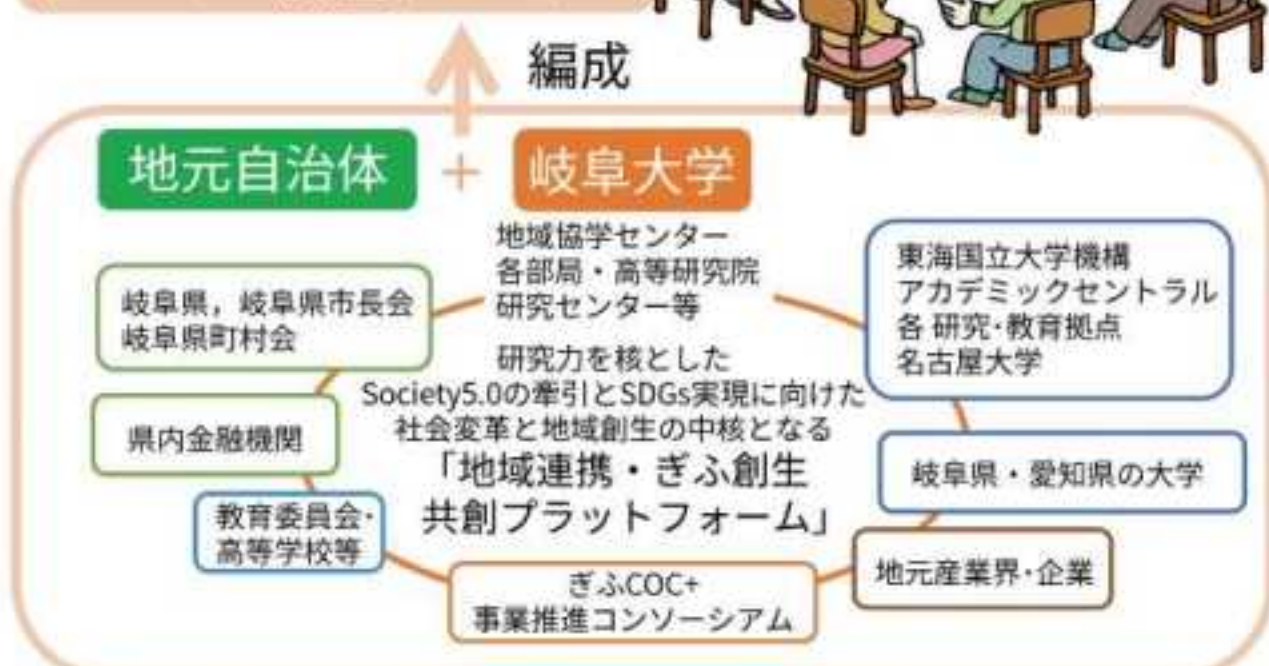 編成
地元自治体 + 岐阜大学
地域協学センター
各部局・高等研究院
研究センター等
岐阜県，岐阜県市長会
岐阜県町村会
東海国立大学機構
アカデミックセントラル
各 研究･教育拠点
名古屋大学
研究力を核とした
Society5.0の牽引とSDGs実現に向けた
社会変革と地域創生の中核となる
「地域連携・ぎふ創生
共創プラットフォーム」
県内金融機関
岐阜県・愛知県の大学
教育委員会･
高等学校等
地元産業界･企業
ぎふCOC+
事業推進コンソーシアム